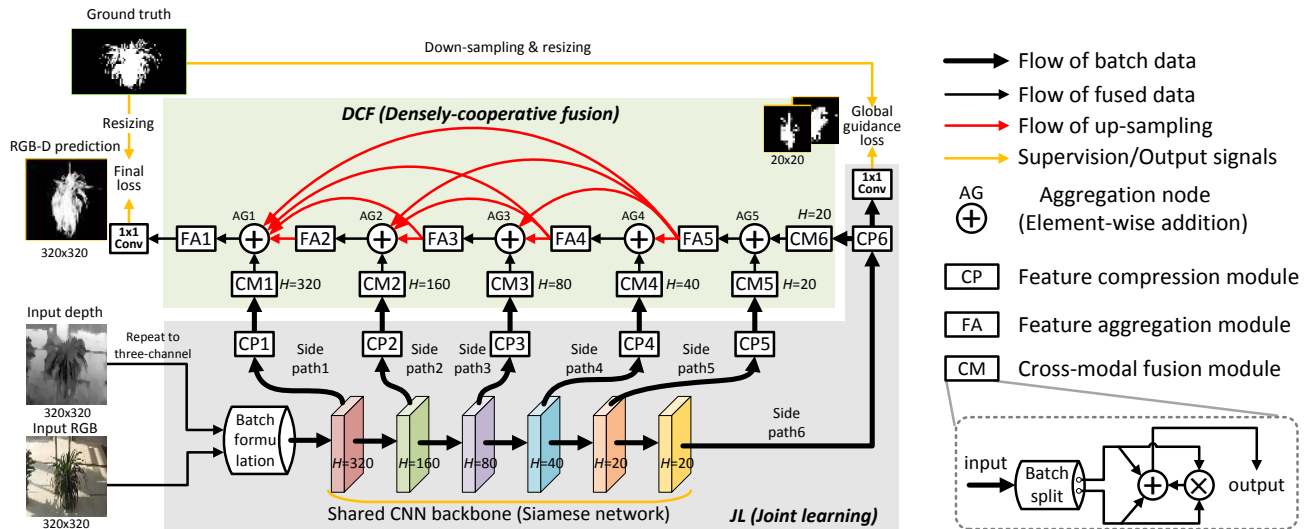 Ground truth
Down-sampling & resizing
Resizing
RGB-D prediction
Final
loss
320x320
1x1
Conv
DCF (Densely-cooperative fusion)
20x20
Global
guidance
loss
1x1
Conv
AG1
AG2
AG3
AG4
AG5
H=20
FA1
FA2
FA3
FA4
FA5
CM6
CP6
CM1
H=320
CM2
H=160
CM3
H=80
CM4
H=40
CM5
H=20
CP1
CP2
CP3
CP4
CP5
Side
path1
Side
path2
Side
path3
Side
path4
Side
path5
Side
path6
Input depth
Repeat to
three-channel
320x320
Input RGB
320x320
Batch
formu
lation
H=320
H=160
H=80
H=40
H=20
H=20
Shared CNN backbone (Siamese network)
JL (Joint learning)
Flow of batch data
Flow of fused data
Flow of up-sampling
Supervision/Output signals
AG
Aggregation node
(Element-wise addition)
CP
Feature compression module
FA
Feature aggregation module
CM
Cross-modal fusion module
input
Batch
split
output